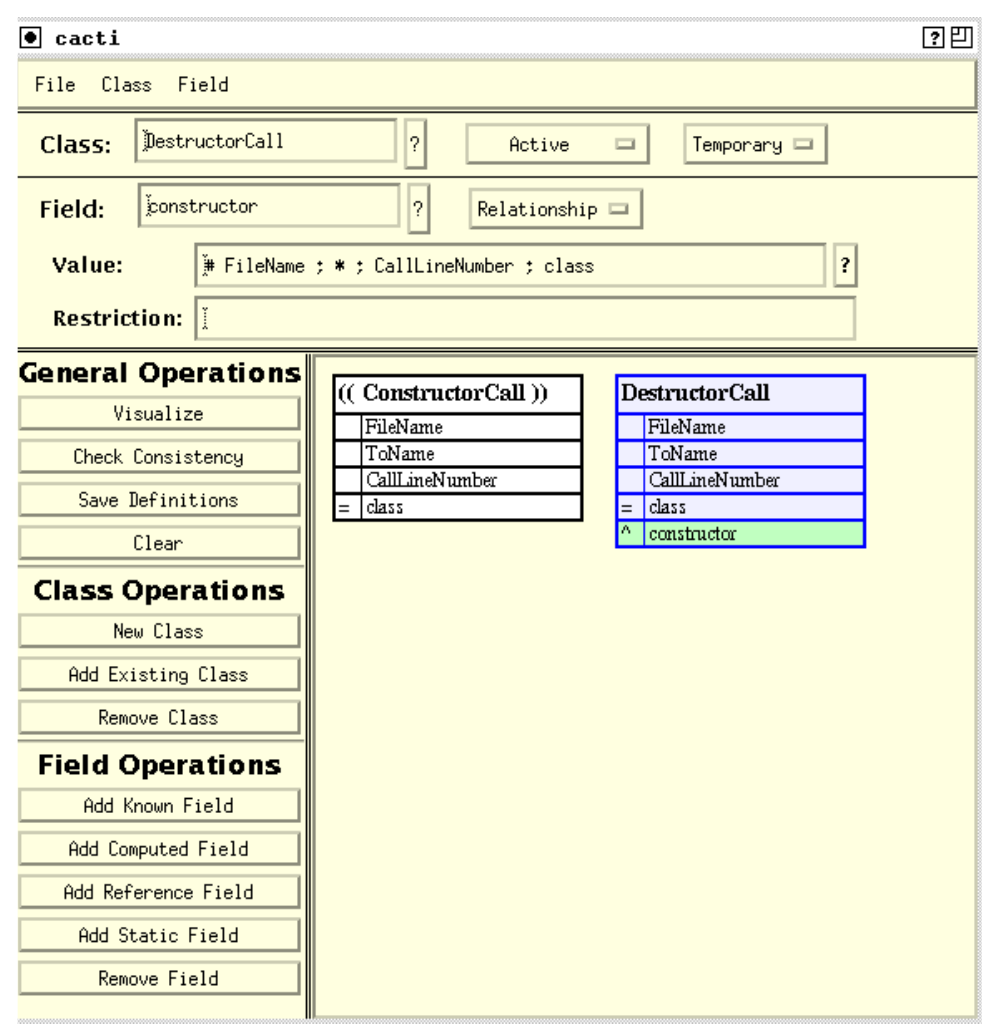 cacti ?
File Class Field
Class: DestructorCall ? Active Temporary
Field: constructor ? Relationship
Value: # FileName ; * ; CallLineNumber ; class ?
Restriction:
General Operations
Visualize
Check Consistency
Save Definitions
Clear
Class Operations
New Class
Add Existing Class
Remove Class
Field Operations
Add Known Field
Add Computed Field
Add Reference Field
Add Static Field
Remove Field
(( ConstructorCall ))
FileName
ToName
CallLineNumber
= class
DestructorCall
FileName
ToName
CallLineNumber
= class
^ constructor